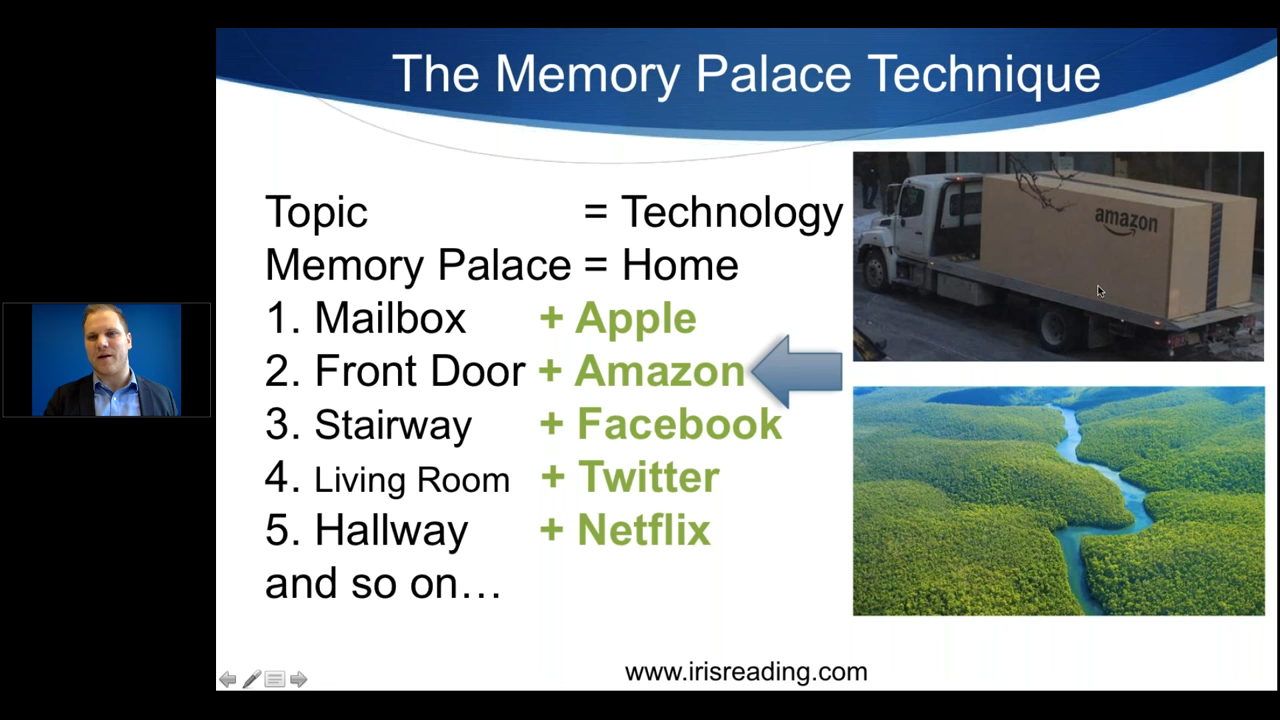 The Memory Palace Technique
Topic = Technology
Memory Palace = Home
1. Mailbox + Apple
2. Front Door + Amazon
3. Stairway + Facebook
4. Living Room + Twitter
5. Hallway + Netflix
and so on…
amazon
www.irisreading.com